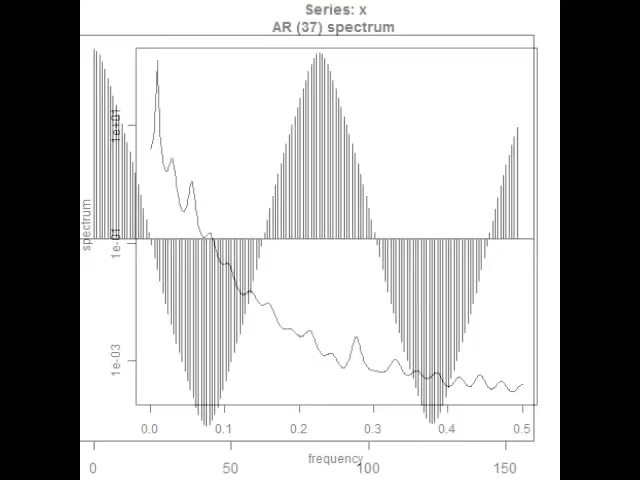 Series: x
AR (37) spectrum
1e+01
spectrum
1e-01
1e-03
0.0 0.1 0.2 0.3 0.4 0.5
frequency
0 50 100 150